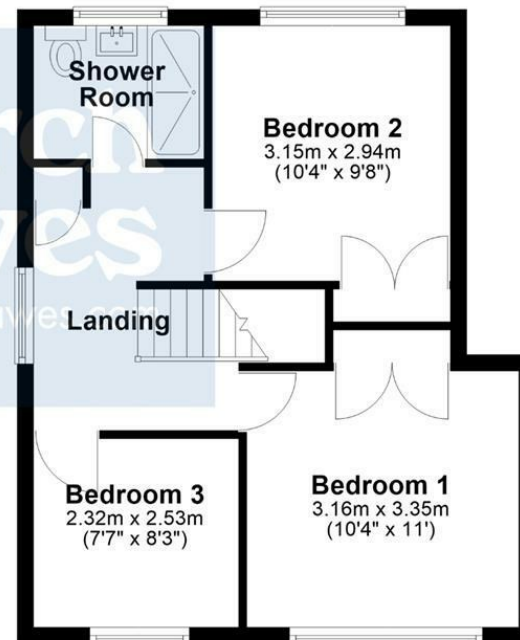 Shower
Room
Bedroom 2
3.15m x 2.94m
(10'4" x 9'8")
Landing
Bedroom 3
2.32m x 2.53m
(7'7" x 8'3")
Bedroom 1
3.16m x 3.35m
(10'4" x 11')